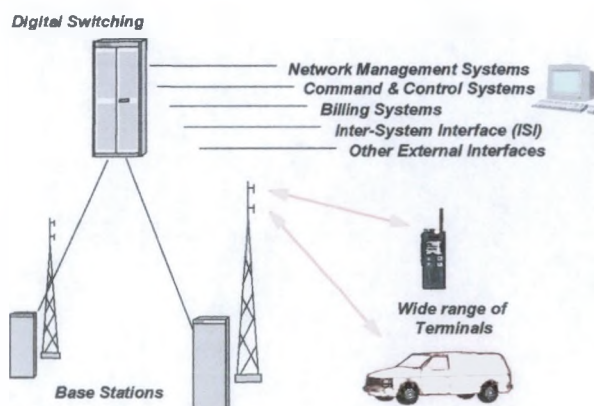 Digital Switching
Network Management Systems
Command & Control Systems
Billing Systems
Inter-System Interface (ISI)
Other External Interfaces
Wide range of
Terminals
Base Stations